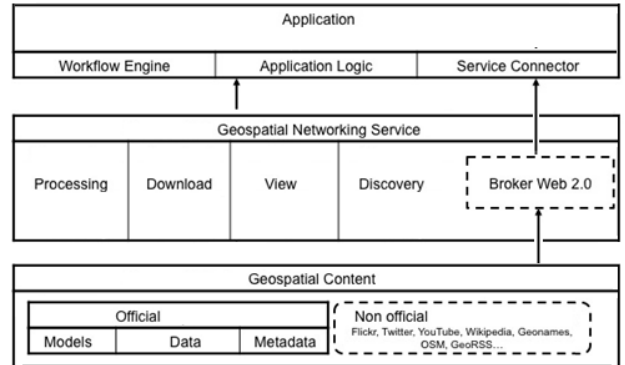 Application
Workflow Engine Application Logic Service Connector
Geospatial Networking Service
Processing Download View Discovery Broker Web 2.0
Geospatial Content
Official
Models Data Metadata
Non official
Flickr, Twitter, YouTube, Wikipedia, Geonames,
OSM, GeoRSS...